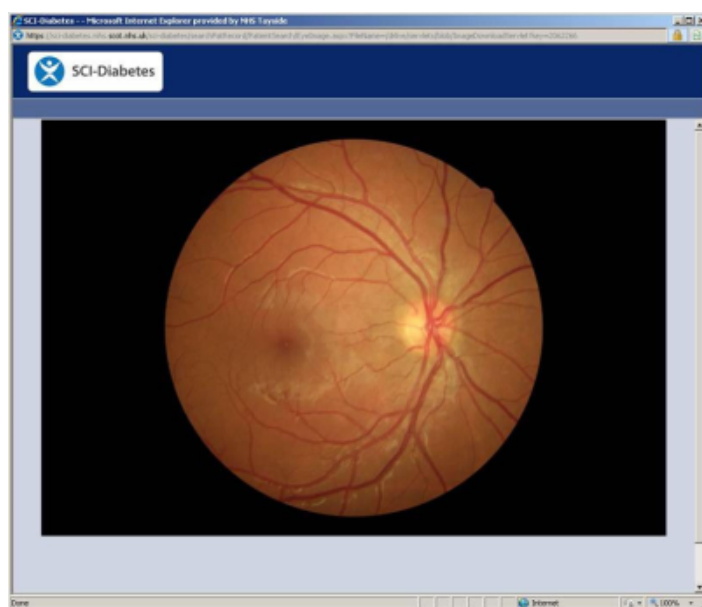 SCI-Diabetes - - Microsoft Internet Explorer provided by NHS Tayside
SCI-Diabetes
Done
Internet
100%